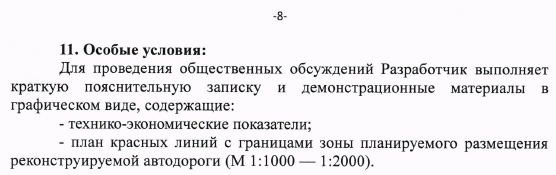 -8-
11. Особые условия:
Для проведения общественных обсуждений Разработчик выполняет
краткую пояснительную записку и демонстрационные материалы в
графическом виде, содержащие:
- технико-экономические показатели;
- план красных линий с границами зоны планируемого размещения
реконструируемой автодороги (М 1:1000 — 1:2000).